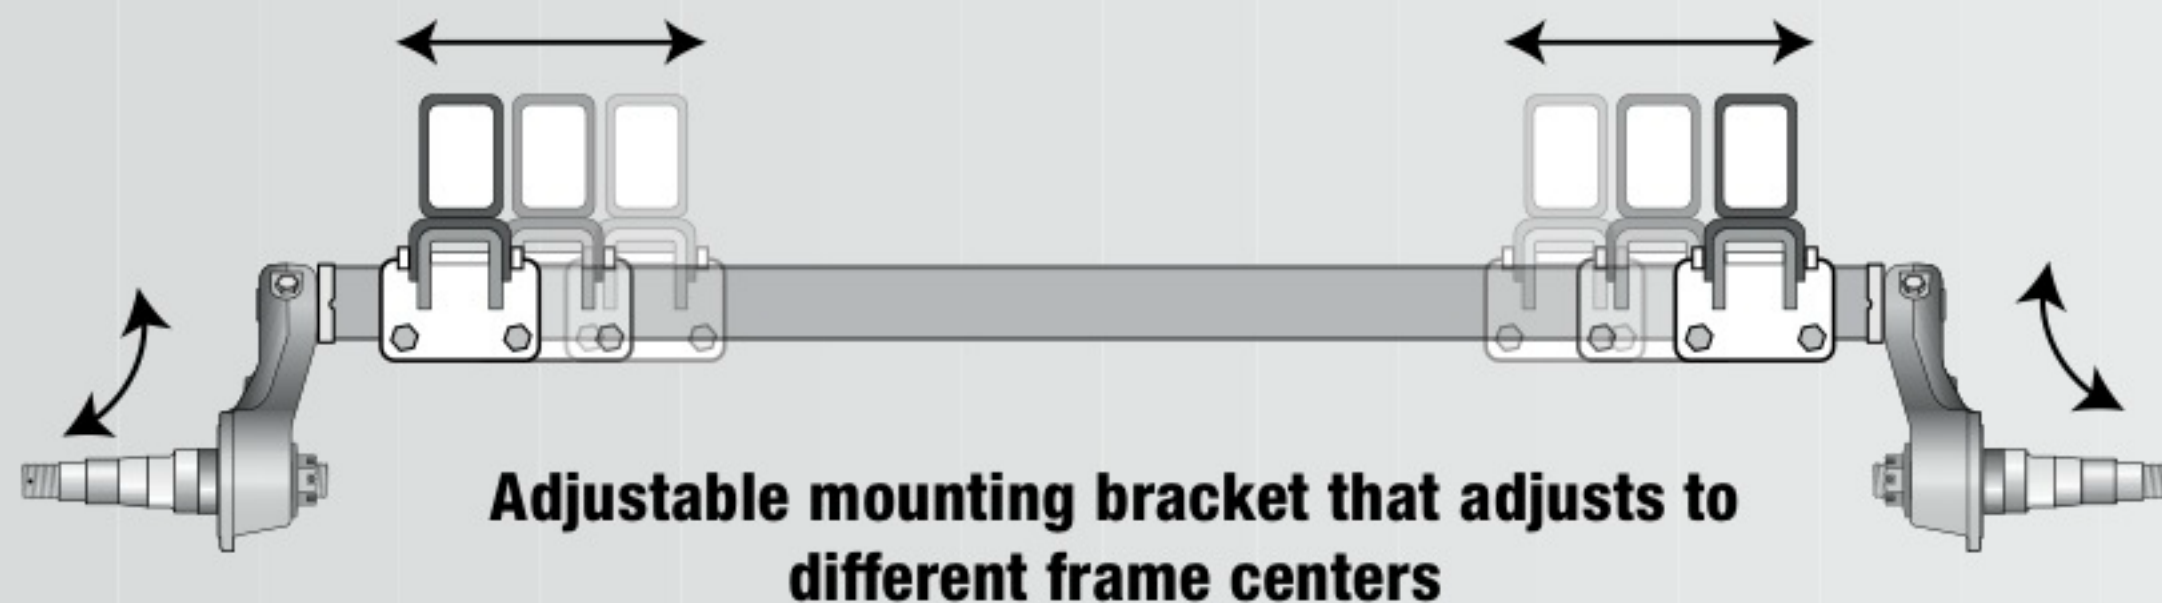 Adjustable mounting bracket that adjusts to
different frame centers